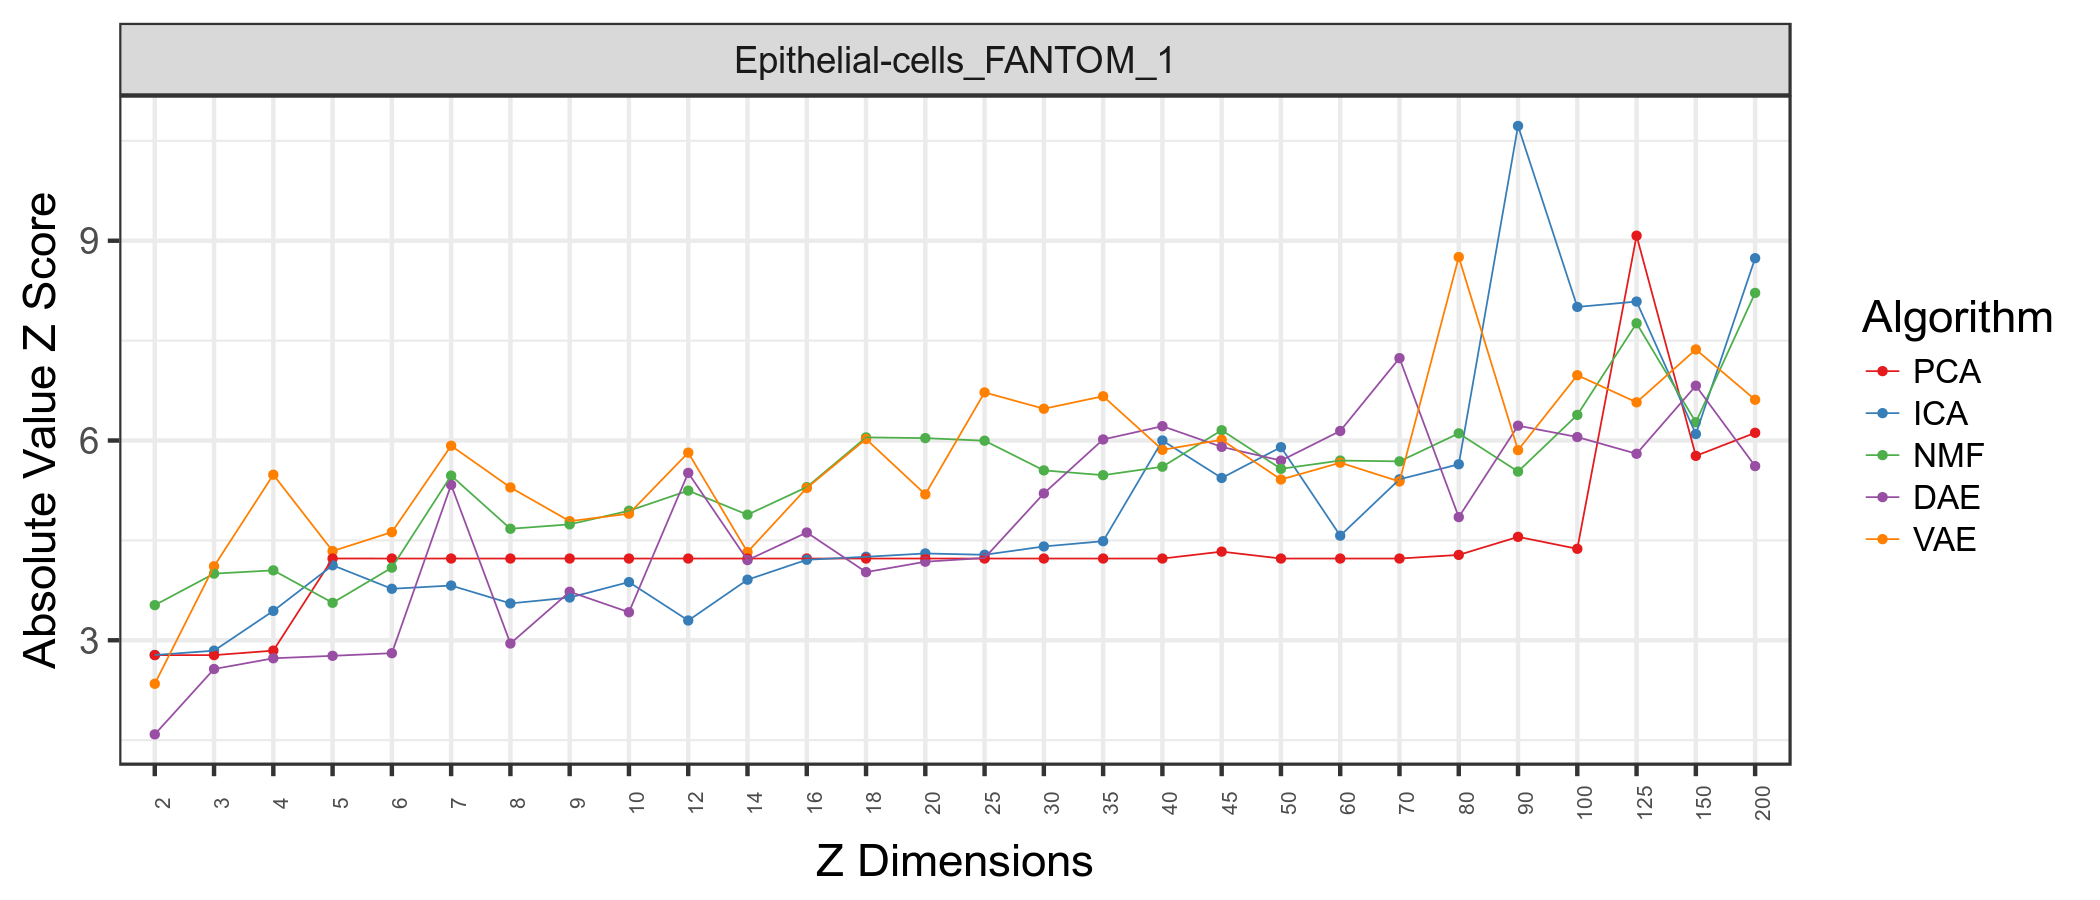 Epithelial-cells_FANTOM_1
Absolute Value Z Score
9
6
3
2 3 4 5 6 7 8 9 10 12 14 16 18 20 25 30 35 40 45 50 60 70 80 90 100 125 150 200
Z Dimensions
Algorithm
PCA
ICA
NMF
DAE
VAE